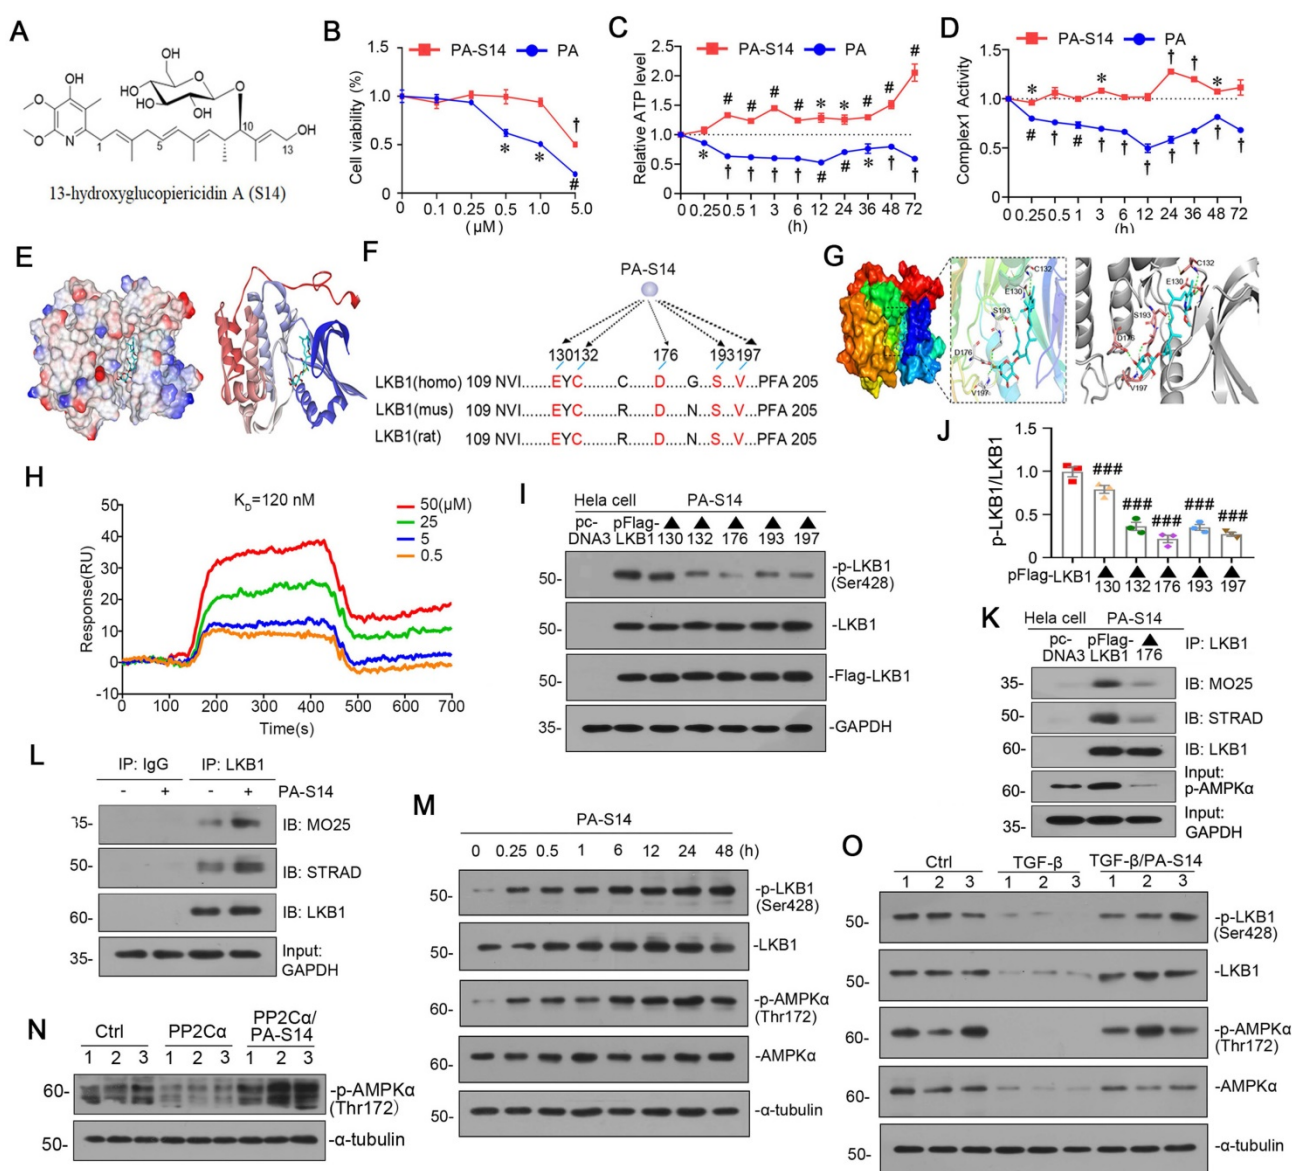 A
OH
HO
HO
HO
OH
O
O
OH
O
O
O
N
1
5
10
13
OH
13-hydroxyglucopiericidin A (S14)
B
PA-S14 PA
Cell viability (%)
1.5
1.0
0.5
0.0
* * † #
0 0.1 0.25 0.5 1.0 5.0
(μM)
C
PA-S14 PA
Relative ATP level
2.5
2.0
1.5
1.0
0.5
0.0
# # # # * * # # #
* † † † † # † * † †
0 0.25 0.5 1 3 6 12 24 36 48 72
(h)
D
PA-S14 PA
Complex1 Activity
1.5
1.0
0.5
0.0
* * † † *
# † # † † † † † † †
0 0.25 0.5 1 3 6 12 24 36 48 72
(h)
E
F
PA-S14
130 132 176 193 197
LKB1(homo) 109 NVI.......EYC........C......D......G....S...V...PFA 205
LKB1(mus) 109 NVI.......EYC........R......D......N....S...V...PFA 205
LKB1(rat) 109 NVI.......EYC........R......D......N....S...V...PFA 205
G
C132
E130
S193
D176
V197
C132
E130
S193
D176
V197
H
K_D=120 nM
Response(RU)
50
40
30
20
10
0
-10
50(μM)
25
5
0.5
0 100 200 300 400 500 600 700
Time(s)
I
Hela cell PA-S14
pc-DNA3 pFlag-LKB1 ▲130 ▲132 ▲176 ▲193 ▲197
50- -p-LKB1
(Ser428)
50- -LKB1
50- -Flag-LKB1
35- -GAPDH
J
p-LKB1/LKB1
1.5
1.0
0.5
0
### ### ### ### ###
pFlag-LKB1 ▲130 ▲132 ▲176 ▲193 ▲197
K
Hela cell PA-S14
pc-DNA3 pFlag-LKB1 ▲176 IP: LKB1
35- IB: MO25
50- IB: STRAD
60- IB: LKB1
60- Input:
p-AMPKα
35- Input:
GAPDH
L
IP: IgG IP: LKB1
- + - + PA-S14
35- IB: MO25
50- IB: STRAD
60- IB: LKB1
35- Input:
GAPDH
M
PA-S14
0 0.25 0.5 1 6 12 24 48 (h)
50- -p-LKB1
(Ser428)
50- -LKB1
60- -p-AMPKα
(Thr172)
60- -AMPKα
50- -α-tubulin
N
Ctrl PP2Cα PP2Cα/
PA-S14
1 2 3 1 2 3 1 2 3
60- -p-AMPKα
(Thr172)
50- -α-tubulin
O
Ctrl TGF-β TGF-β/PA-S14
1 2 3 1 2 3 1 2 3
50- -p-LKB1
(Ser428)
50- -LKB1
60- -p-AMPKα
(Thr172)
60- -AMPKα
50- -α-tubulin